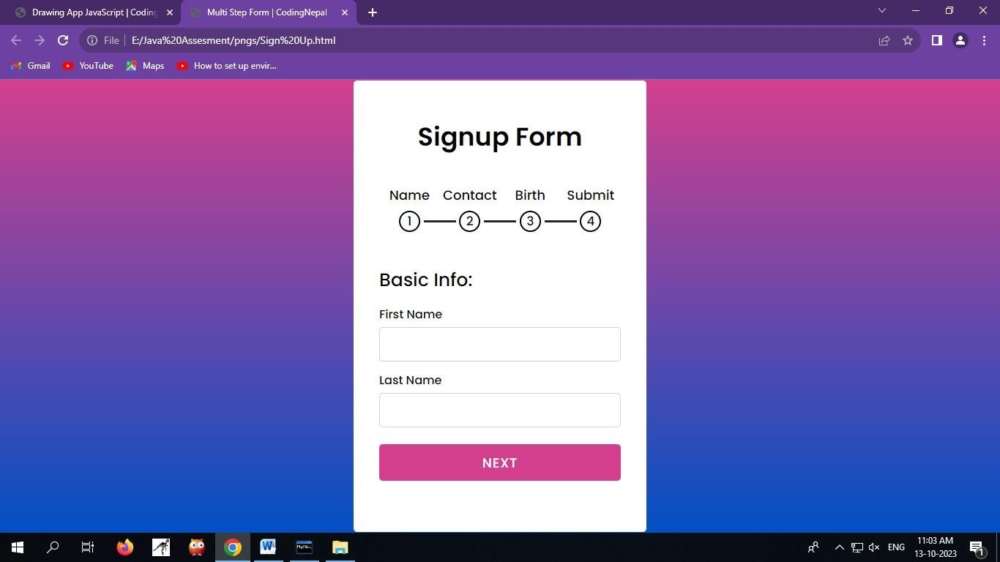 Drawing App JavaScript | Coding
Multi Step Form | CodingNepal
File
E:/Java%20Assesment/pngs/Sign%20Up.html
Gmail
YouTube
Maps
How to set up envir...
Signup Form
Name Contact Birth Submit
1 2 3 4
Basic Info:
First Name
Last Name
NEXT
ENG
11:03 AM
13-10-2023
1